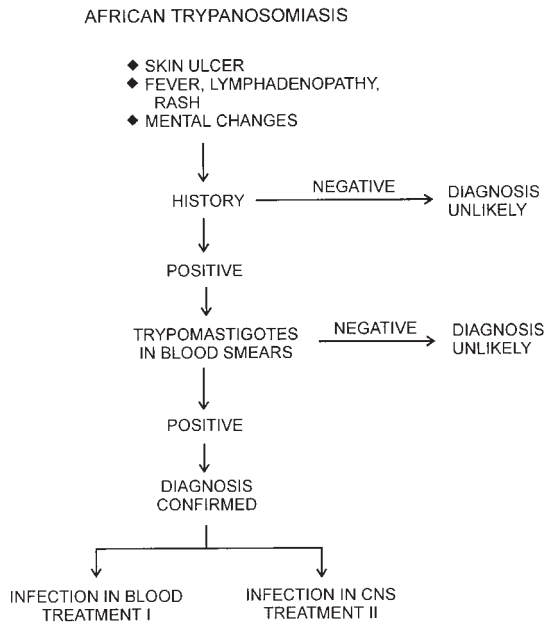 AFRICAN TRYPANOSOMIASIS
◆ SKIN ULCER
◆ FEVER, LYMPHADENOPATHY,
RASH
◆ MENTAL CHANGES
HISTORY
NEGATIVE
DIAGNOSIS
UNLIKELY
POSITIVE
TRYPOMASTIGOTES
IN BLOOD SMEARS
NEGATIVE
DIAGNOSIS
UNLIKELY
POSITIVE
DIAGNOSIS
CONFIRMED
INFECTION IN BLOOD
TREATMENT I
INFECTION IN CNS
TREATMENT II